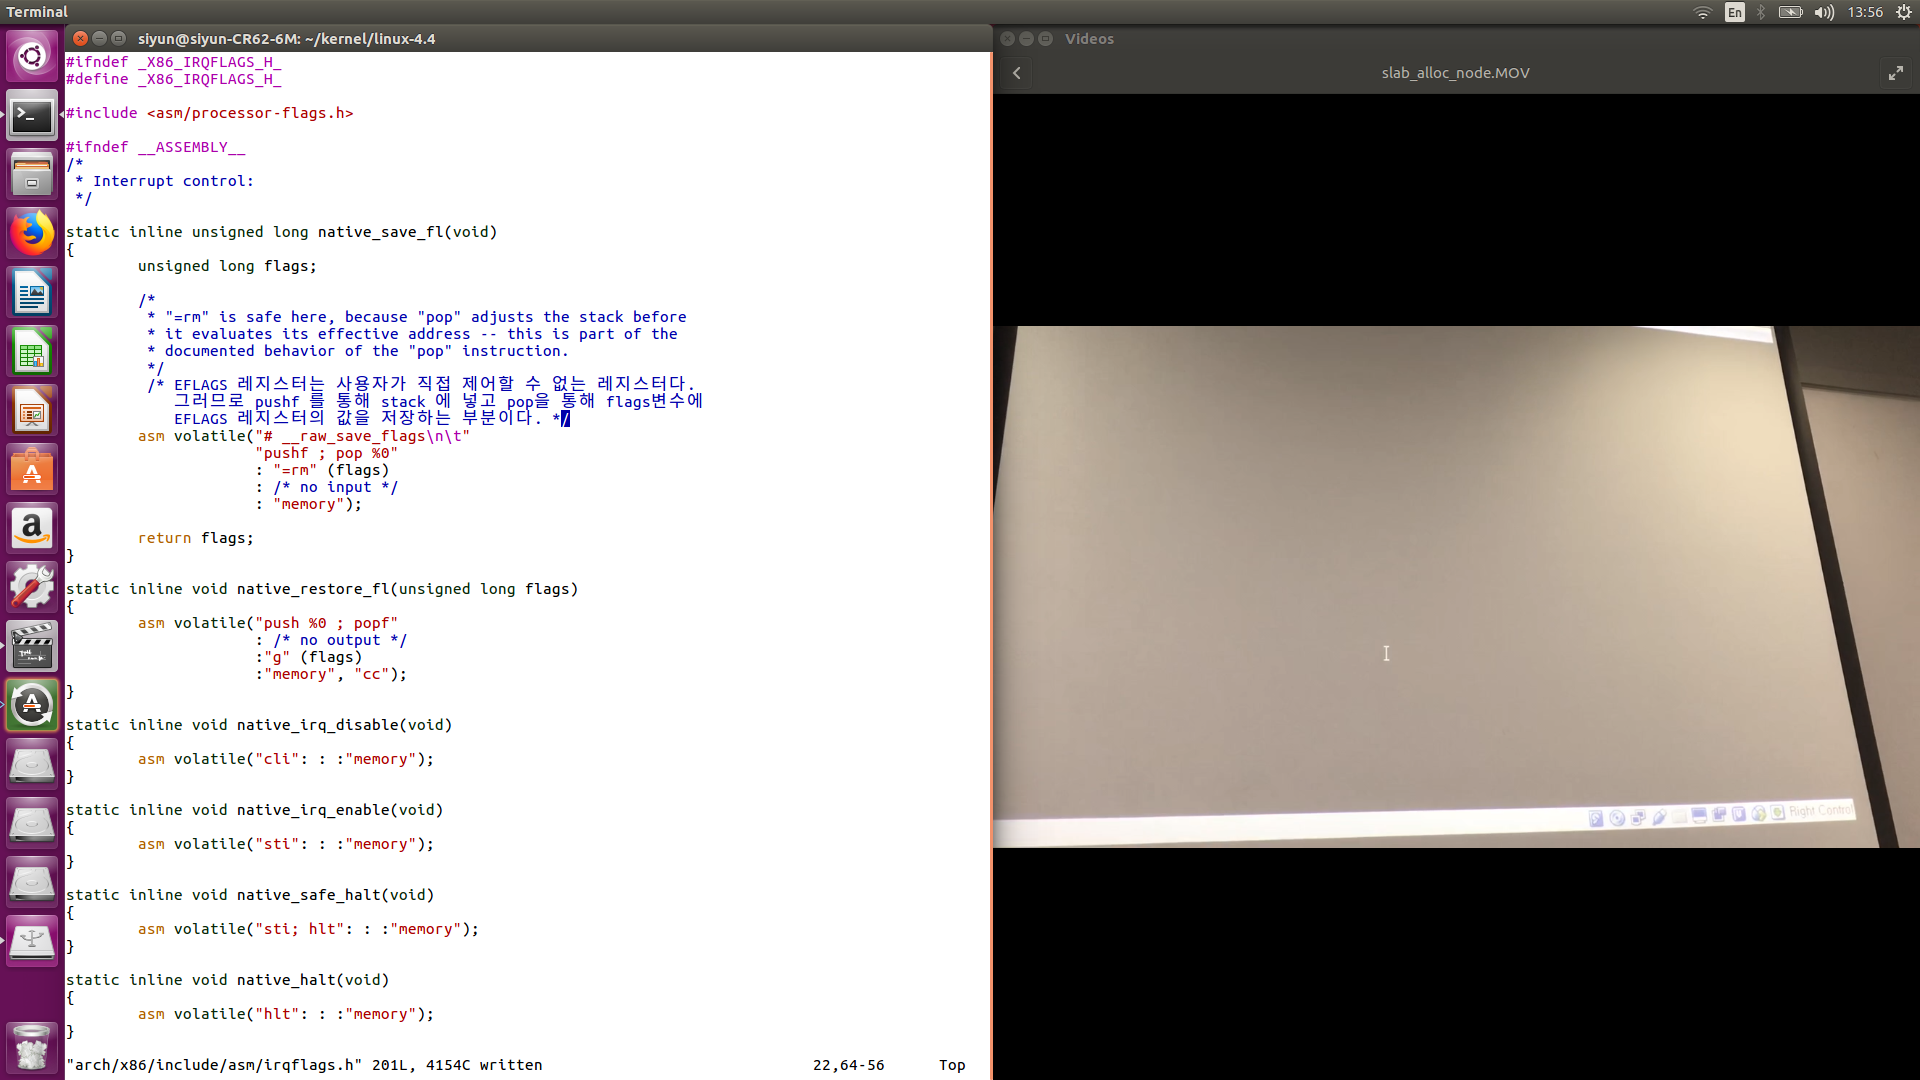 Terminal
En
13:56
siyun@siyun-CR62-6M: ~/kernel/linux-4.4
#ifndef _X86_IRQFLAGS_H_
#define _X86_IRQFLAGS_H_
#include <asm/processor-flags.h>
#ifndef __ASSEMBLY__
/*
 * Interrupt control:
 */
static inline unsigned long native_save_fl(void)
{
        unsigned long flags;
        /*
         * "=rm" is safe here, because "pop" adjusts the stack before
         * it evaluates its effective address -- this is part of the
         * documented behavior of the "pop" instruction.
         */
         /* EFLAGS 레지스터는 사용자가 직접 제어할 수 없는 레지스터다.
            그러므로 pushf 를 통해 stack 에 넣고 pop을 통해 flags변수에
            EFLAGS 레지스터의 값을 저장하는 부분이다. */
        asm volatile("# __raw_save_flags\n\t"
                     "pushf ; pop %0"
                     : "=rm" (flags)
                     : /* no input */
                     : "memory");
        return flags;
}
static inline void native_restore_fl(unsigned long flags)
{
        asm volatile("push %0 ; popf"
                     : /* no output */
                     :"g" (flags)
                     :"memory", "cc");
}
static inline void native_irq_disable(void)
{
        asm volatile("cli": : :"memory");
}
static inline void native_irq_enable(void)
{
        asm volatile("sti": : :"memory");
}
static inline void native_safe_halt(void)
{
        asm volatile("sti; hlt": : :"memory");
}
static inline void native_halt(void)
{
        asm volatile("hlt": : :"memory");
}
"arch/x86/include/asm/irqflags.h" 201L, 4154C written 22,64-56 Top
Videos
slab_alloc_node.MOV
Right Control